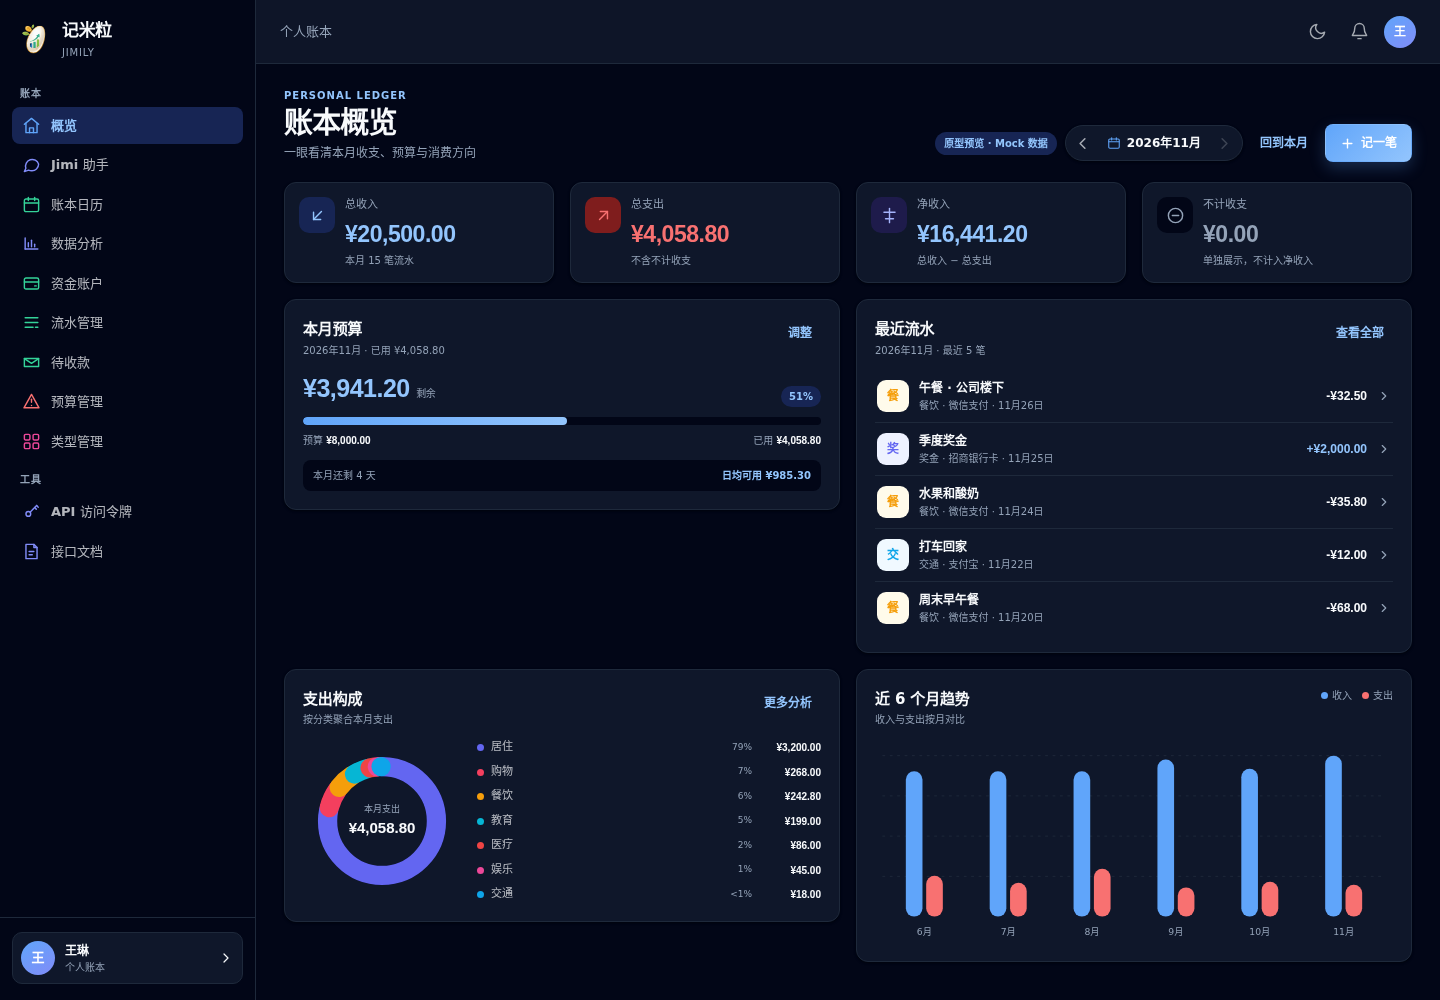 记米粒
JIMILY
账本
概览
Jimi 助手
账本日历
数据分析
资金账户
流水管理
待收款
预算管理
类型管理
工具
API 访问令牌
接口文档
王
王琳
个人账本
个人账本
王
PERSONAL LEDGER
账本概览
一眼看清本月收支、预算与消费方向
原型预览 · Mock 数据
2026年11月
回到本月
记一笔
总收入
¥20,500.00
本月 15 笔流水
总支出
¥4,058.80
不含不计收支
净收入
¥16,441.20
总收入 − 总支出
不计收支
¥0.00
单独展示，不计入净收入
本月预算
调整
2026年11月 · 已用 ¥4,058.80
¥3,941.20 剩余
51%
预算 ¥8,000.00
已用 ¥4,058.80
本月还剩 4 天
日均可用 ¥985.30
最近流水
查看全部
2026年11月 · 最近 5 笔
餐
午餐 · 公司楼下
餐饮 · 微信支付 · 11月26日
-¥32.50
奖
季度奖金
奖金 · 招商银行卡 · 11月25日
+¥2,000.00
餐
水果和酸奶
餐饮 · 微信支付 · 11月24日
-¥35.80
交
打车回家
交通 · 支付宝 · 11月22日
-¥12.00
餐
周末早午餐
餐饮 · 微信支付 · 11月20日
-¥68.00
支出构成
更多分析
按分类聚合本月支出
本月支出
¥4,058.80
居住 79% ¥3,200.00
购物 7% ¥268.00
餐饮 6% ¥242.80
教育 5% ¥199.00
医疗 2% ¥86.00
娱乐 1% ¥45.00
交通 <1% ¥18.00
近 6 个月趋势
收入 支出
收入与支出按月对比
6月 7月 8月 9月 10月 11月